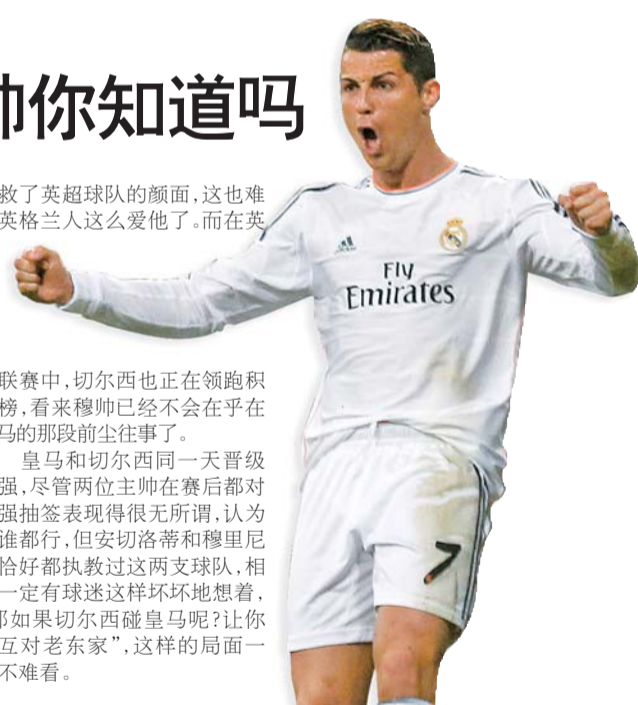 帅你知道吗
救了英超球队的颜面,这也难
英格兰人这么爱他了。而在英
联赛中,切尔西也正在领跑积
榜,看来穆帅已经不会在乎在
马的那段前尘往事了。
皇马和切尔西同一天晋级
强,尽管两位主帅在赛后都对
强抽签表现得很无所谓,认为
谁都行,但安切洛蒂和穆里尼
恰好都执教过这两支球队,相
一定有球迷这样坏坏地想着,
那如果切尔西碰皇马呢?让你
互对老东家”,这样的局面一
不难看。
adidas
Fly
Emirates
7